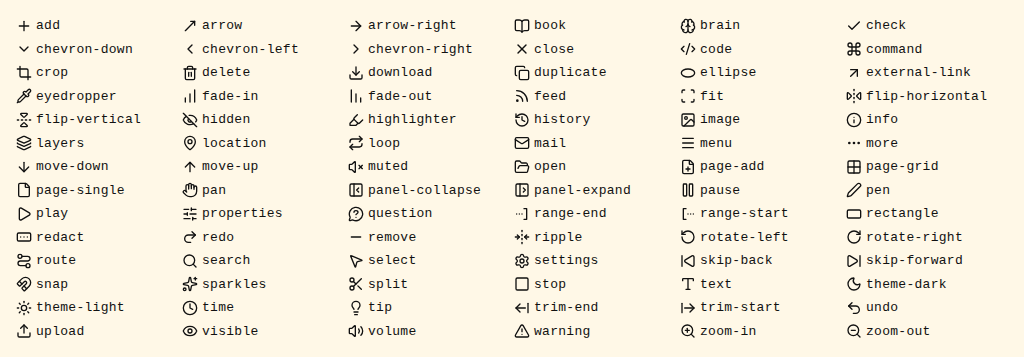 add arrow arrow-right book brain check
chevron-down chevron-left chevron-right close code command
crop delete download duplicate ellipse external-link
eyedropper fade-in fade-out feed fit flip-horizontal
flip-vertical hidden highlighter history image info
layers location loop mail menu more
move-down move-up muted open page-add page-grid
page-single pan panel-collapse panel-expand pause pen
play properties question range-end range-start rectangle
redact redo remove ripple rotate-left rotate-right
route search select settings skip-back skip-forward
snap sparkles split stop text theme-dark
theme-light time tip trim-end trim-start undo
upload visible volume warning zoom-in zoom-out